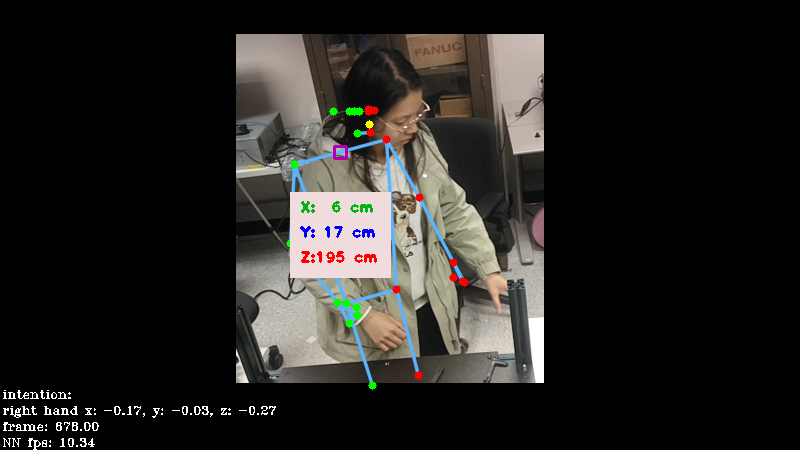 FANUC
X: 6 cm
Y: 17 cm
Z:195 cm
intention:
right hand x: -0.17, y: -0.03, z: -0.27
frame: 678.00
NN fps: 10.34